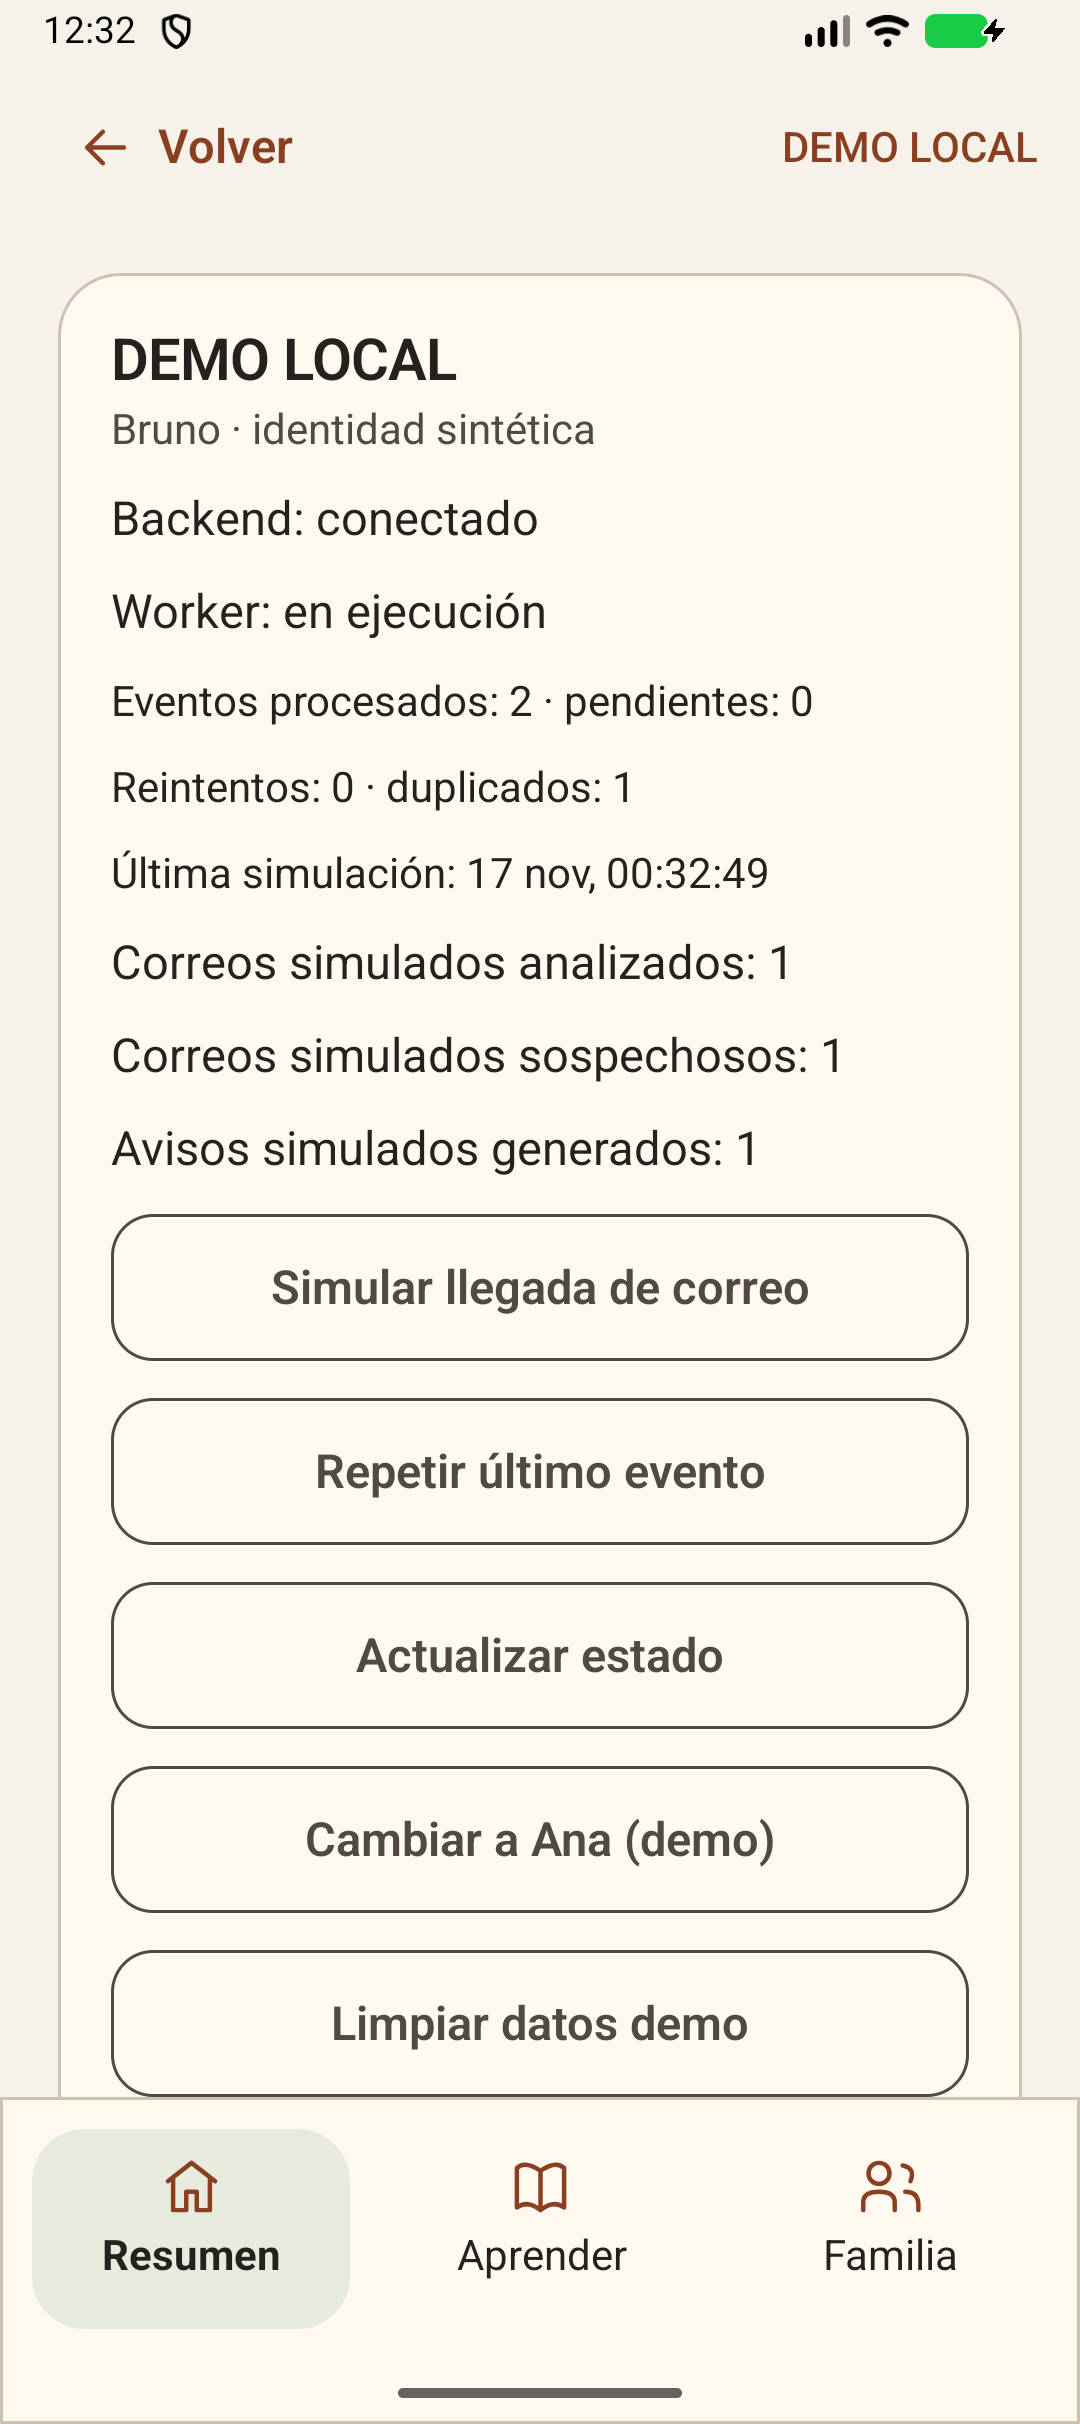 12:32
Volver
DEMO LOCAL
DEMO LOCAL
Bruno · identidad sintética
Backend: conectado
Worker: en ejecución
Eventos procesados: 2 · pendientes: 0
Reintentos: 0 · duplicados: 1
Última simulación: 17 nov, 00:32:49
Correos simulados analizados: 1
Correos simulados sospechosos: 1
Avisos simulados generados: 1
Simular llegada de correo
Repetir último evento
Actualizar estado
Cambiar a Ana (demo)
Limpiar datos demo
Resumen
Aprender
Familia